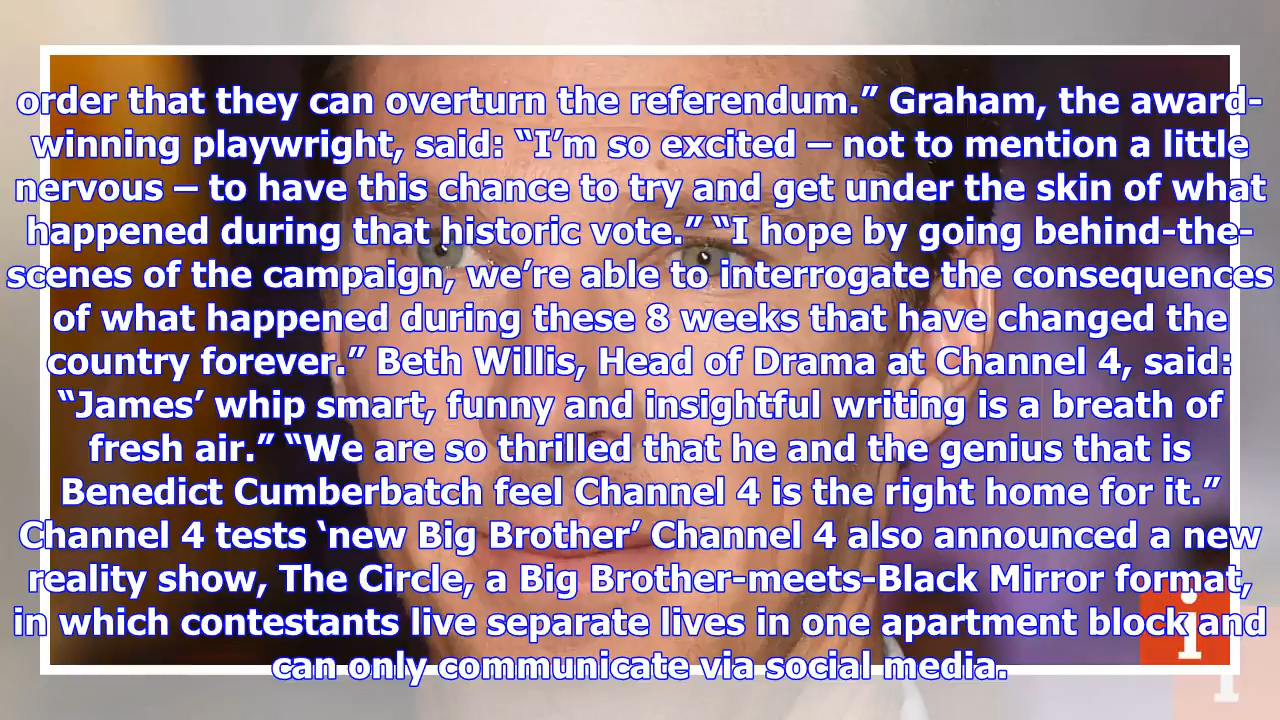 order that they can overturn the referendum.” Graham, the award-
winning playwright, said: “I’m so excited – not to mention a little
nervous – to have this chance to try and get under the skin of what
happened during that historic vote.” “I hope by going behind-the-
scenes of the campaign, we’re able to interrogate the consequences
of what happened during these 8 weeks that have changed the
country forever.” Beth Willis, Head of Drama at Channel 4, said:
“James’ whip smart, funny and insightful writing is a breath of
fresh air.” “We are so thrilled that he and the genius that is
Benedict Cumberbatch feel Channel 4 is the right home for it.”
Channel 4 tests ‘new Big Brother’ Channel 4 also announced a new
reality show, The Circle, a Big Brother-meets-Black Mirror format,
in which contestants live separate lives in one apartment block and
can only communicate via social media.
i
i